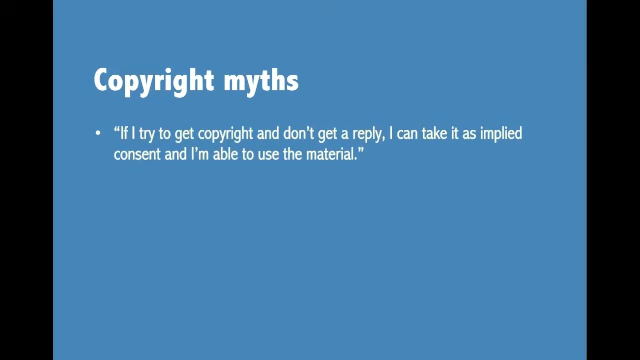 Copyright myths
• “If I try to get copyright and don’t get a reply, I can take it as implied
consent and I’m able to use the material.”